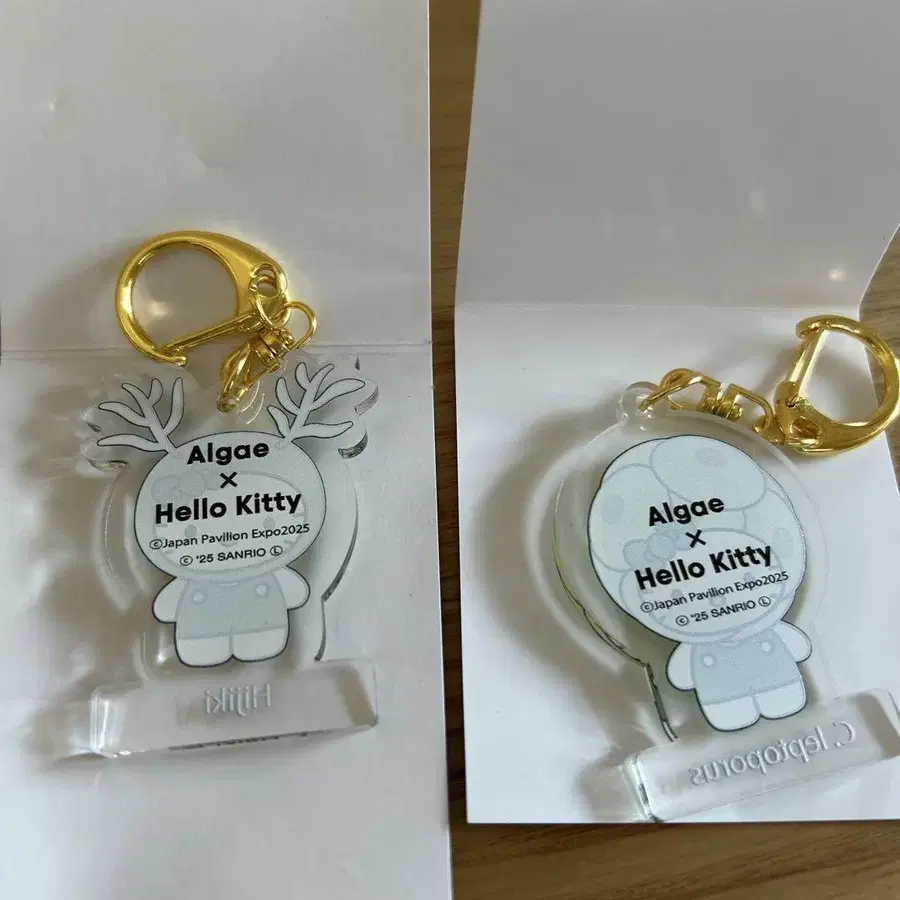 Algae
×
Hello Kitty
©Japan Pavilion Expo2025
© '25 SANRIO Ⓛ
Hijiki
Algae
×
Hello Kitty
©Japan Pavilion Expo2025
© '25 SANRIO Ⓛ
C. leptoporus